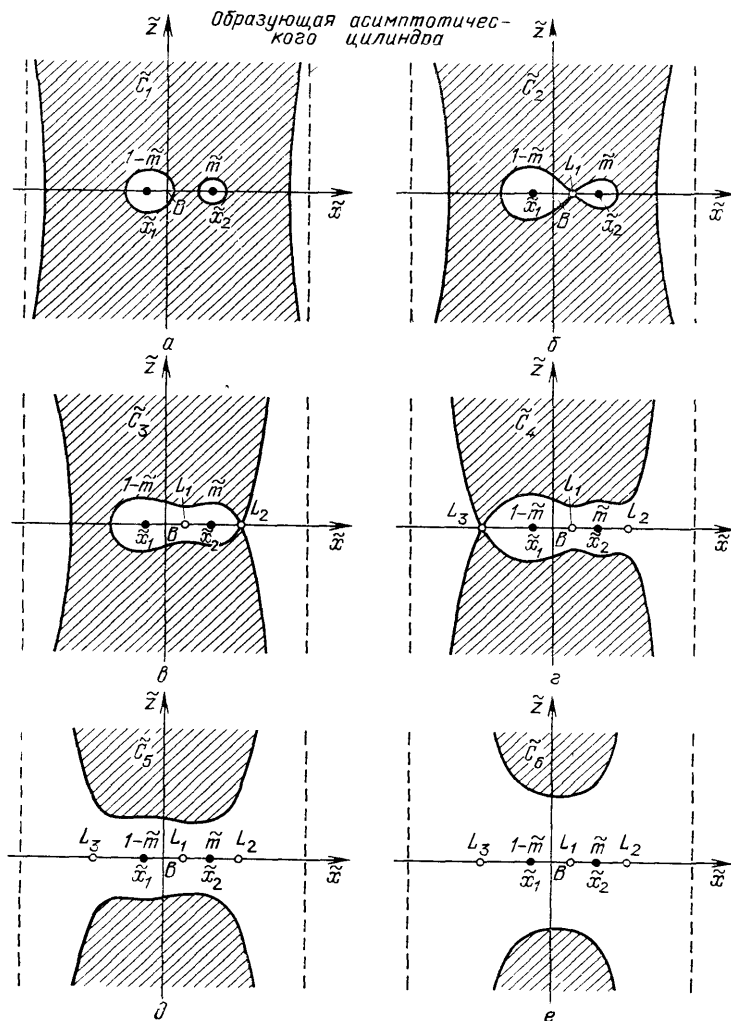 Образующая асимптотичес-
кого цилиндра
z̃ z̃
C̃₁ C̃₂
1-m̃ m̃ 1-m̃ L₁ m̃
x̃₁ B x̃₂ x̃ x̃₁ B x̃₂ x̃
а б
z̃ z̃
C̃₃ C̃₄
1-m̃ L₁ m̃ L₂ L₃ 1-m̃ L₁ m̃ L₂
x̃₁ B x̃₂ x̃ x̃₁ B x̃₂ x̃
в г
z̃ z̃
C̃₅ C̃₆
L₃ 1-m̃ L₁ m̃ L₂ L₃ 1-m̃ L₁ m̃ L₂
x̃₁ B x̃₂ x̃ x̃₁ B x̃₂ x̃
д е